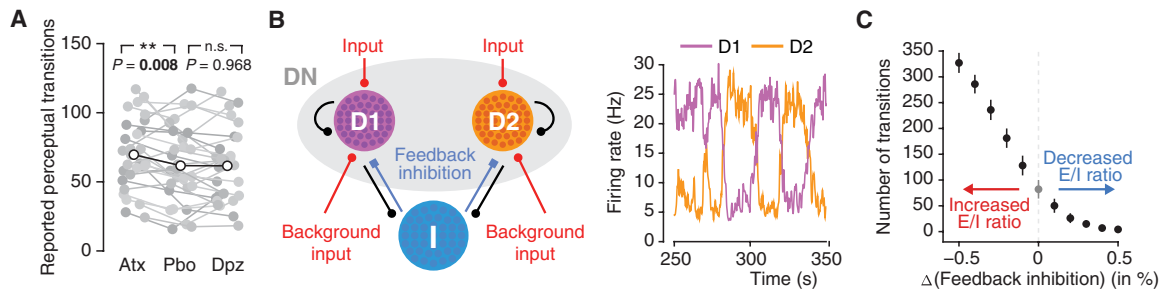 A
Reported perceptual transitions
150
100
50
0
** n.s.
P = 0.008 P = 0.968
Atx Pbo Dpz
B
Input Input
DN
D1 D2
Feedback
inhibition
Background
input
I
Background
input
D1 D2
Firing rate (Hz)
30
25
20
15
10
5
0
250 300 350
Time (s)
C
Number of transitions
350
300
250
200
150
100
50
0
Decreased
E/I ratio
Increased
E/I ratio
−0.5 0 0.5
Δ(Feedback inhibition) (in %)